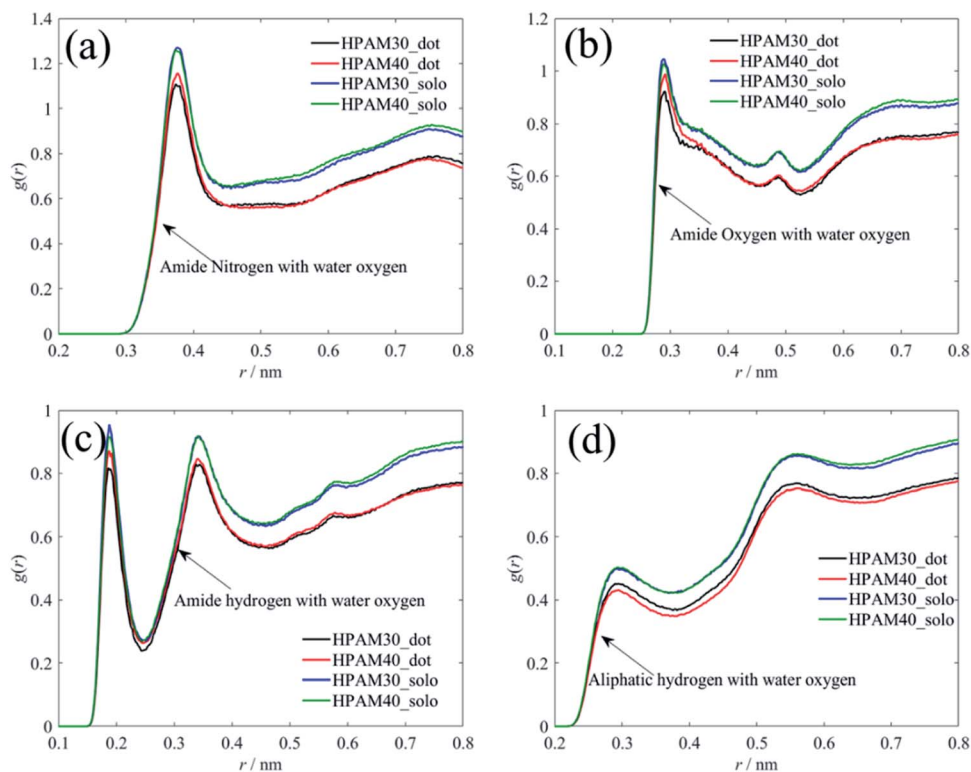 (a)
HPAM30_dot
HPAM40_dot
HPAM30_solo
HPAM40_solo
1.4
1.2
1
0.8
0.6
0.4
0.2
0
g(r)
Amide Nitrogen with water oxygen
0.2 0.3 0.4 0.5 0.6 0.7 0.8
r / nm
(b)
HPAM30_dot
HPAM40_dot
HPAM30_solo
HPAM40_solo
1.2
1
0.8
0.6
0.4
0.2
0
g(r)
Amide Oxygen with water oxygen
0.1 0.2 0.3 0.4 0.5 0.6 0.7 0.8
r / nm
(c)
1
0.8
0.6
0.4
0.2
0
g(r)
Amide hydrogen with water oxygen
HPAM30_dot
HPAM40_dot
HPAM30_solo
HPAM40_solo
0.1 0.2 0.3 0.4 0.5 0.6 0.7 0.8
r / nm
(d)
1
0.8
0.6
0.4
0.2
0
g(r)
HPAM30_dot
HPAM40_dot
HPAM30_solo
HPAM40_solo
Aliphatic hydrogen with water oxygen
0.2 0.3 0.4 0.5 0.6 0.7 0.8
r / nm